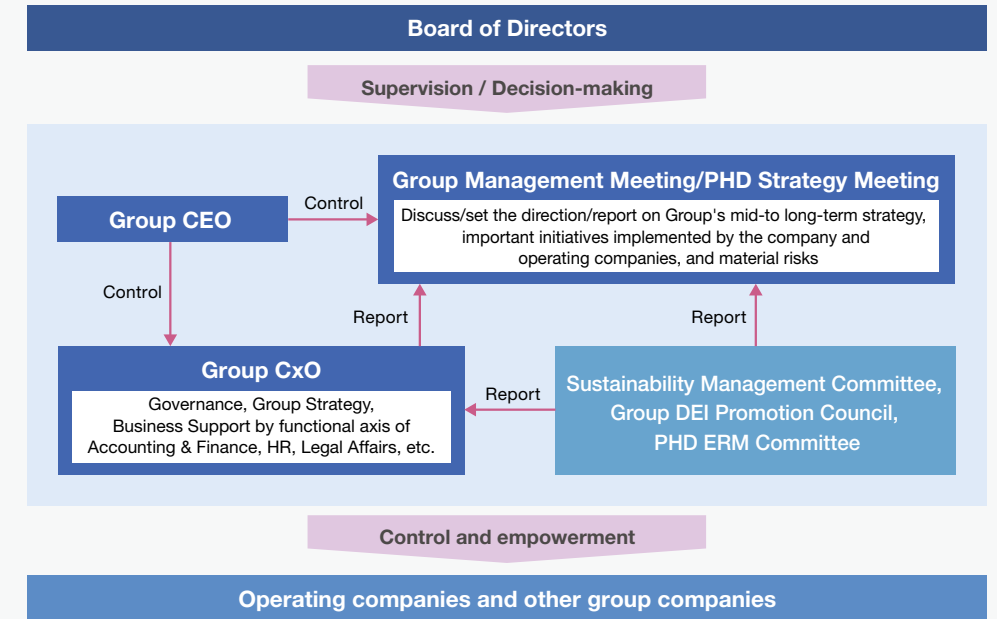 Board of Directors
Supervision / Decision-making
Group Management Meeting/PHD Strategy Meeting
Discuss/set the direction/report on Group's mid-to long-term strategy,
important initiatives implemented by the company and
operating companies, and material risks
Group CEO
Control
Control
Report
Report
Group CxO
Governance, Group Strategy,
Business Support by functional axis of
Accounting & Finance, HR, Legal Affairs, etc.
Report
Sustainability Management Committee,
Group DEI Promotion Council,
PHD ERM Committee
Control and empowerment
Operating companies and other group companies